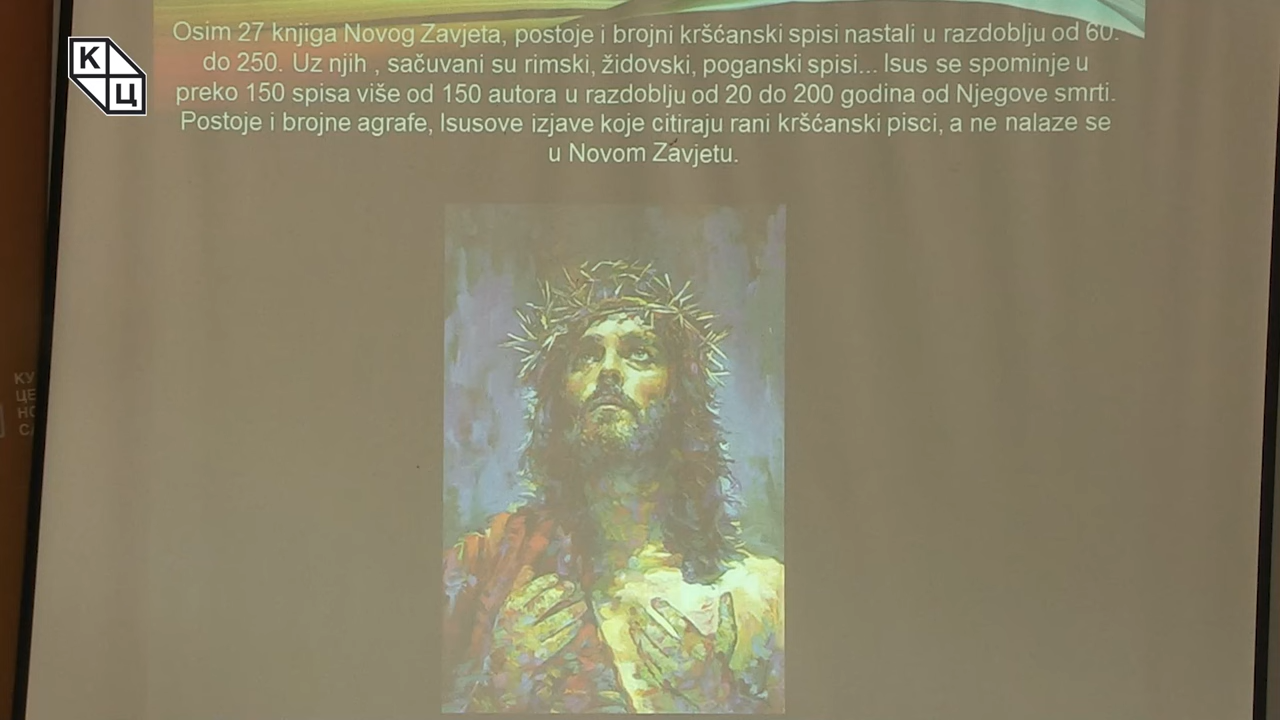 К
Ц
Osim 27 knjiga Novog Zavjeta, postoje i brojni kršćanski spisi nastali u razdoblju od 60.
do 250. Uz njih , sačuvani su rimski, židovski, poganski spisi... Isus se spominje u
preko 150 spisa više od 150 autora u razdoblju od 20 do 200 godina od Njegove smrti.
Postoje i brojne agrafe, Isusove izjave koje citiraju rani kršćanski pisci, a ne nalaze se
u Novom Zavjetu.